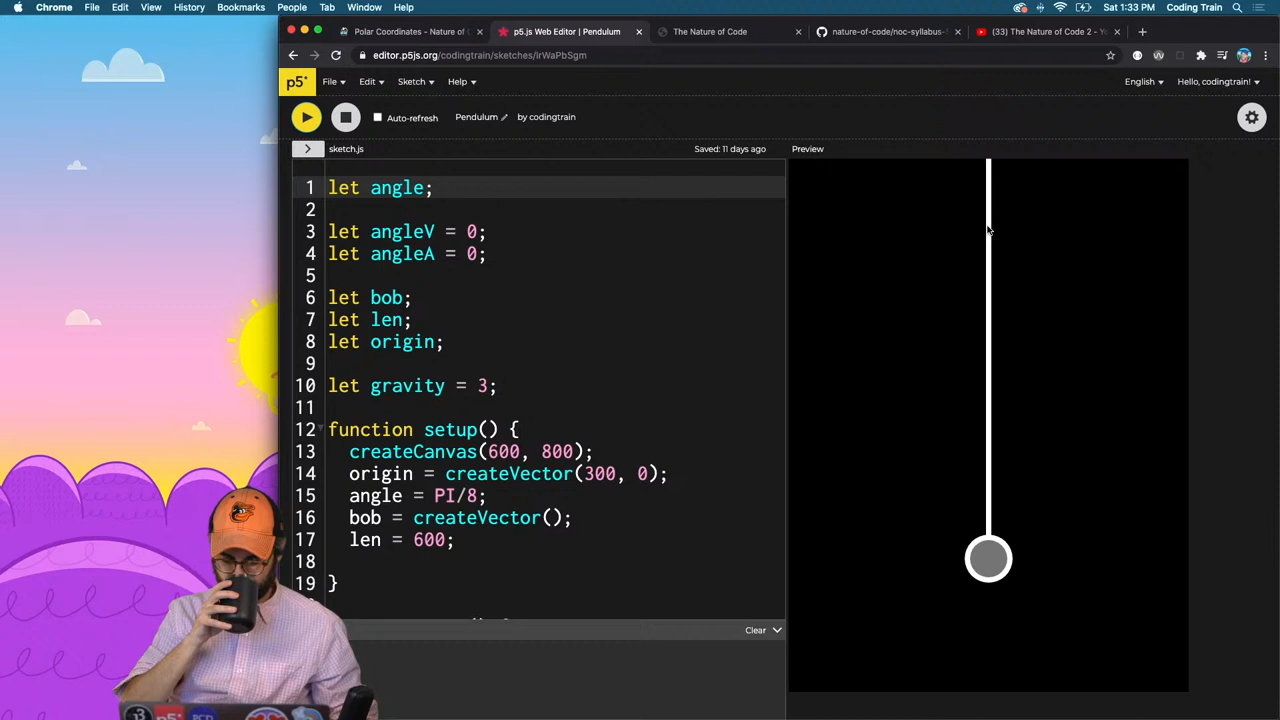 Chrome File Edit View History Bookmarks People Tab Window Help Sat 1:33 PM Coding Train
Polar Coordinates - Nature of C
p5.js Web Editor | Pendulum
The Nature of Code
nature-of-code/noc-syllabus-S
(33) The Nature of Code 2 - Yo
editor.p5js.org/codingtrain/sketches/IrWaPbSgm
p5* File Edit Sketch Help English Hello, codingtrain!
Auto-refresh Pendulum by codingtrain
> sketch.js Saved: 11 days ago Preview
1 let angle;
2
3 let angleV = 0;
4 let angleA = 0;
5
6 let bob;
7 let len;
8 let origin;
9
10 let gravity = 3;
11
12 function setup() {
13 createCanvas(600, 800);
14 origin = createVector(300, 0);
15 angle = PI/8;
16 bob = createVector();
17 len = 600;
18
19 }
Clear
p5*